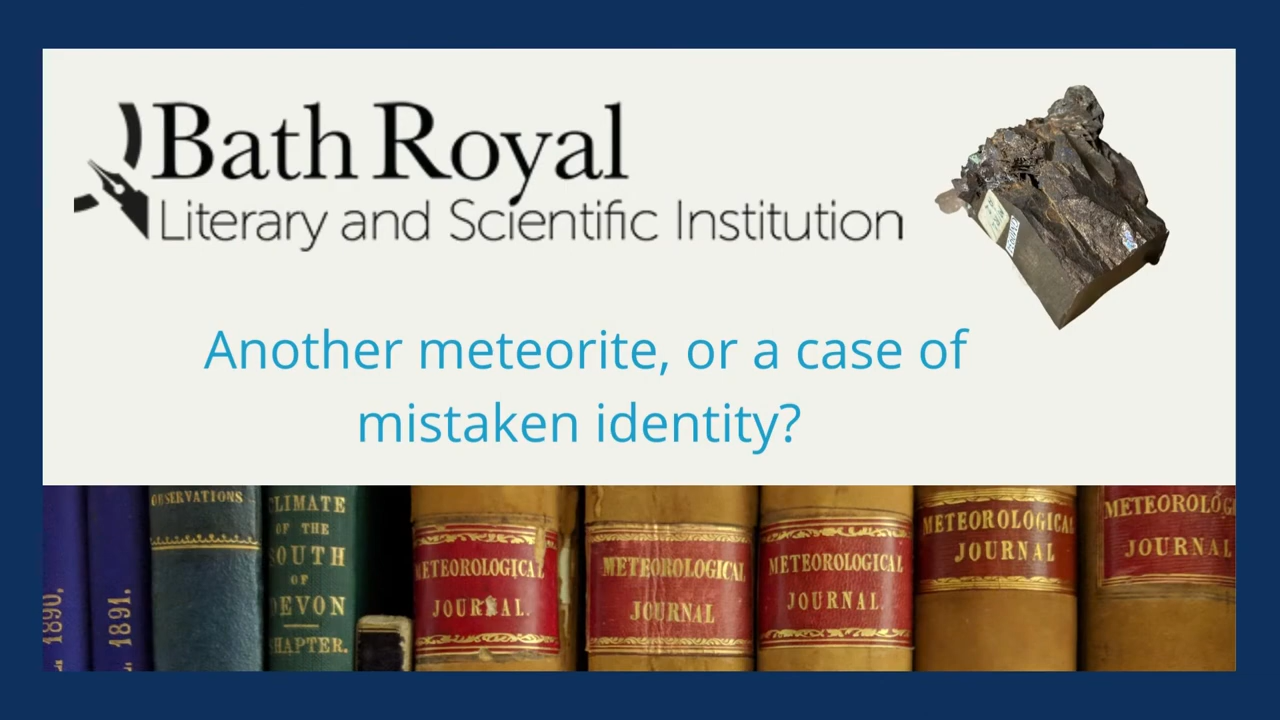 Bath Royal
Literary and Scientific Institution
Another meteorite, or a case of
mistaken identity?
1890,
1891.
OBSERVATIONS
CLIMATE
OF THE
SOUTH
OF
DEVON
CHAPTER.
METEOROLOGICAL
JOURNAL.
METEOROLOGICAL
JOURNAL
METEOROLOGICAL
JOURNAL.
METEOROLOGICAL
JOURNAL
METEOROLOG
JOURNAL